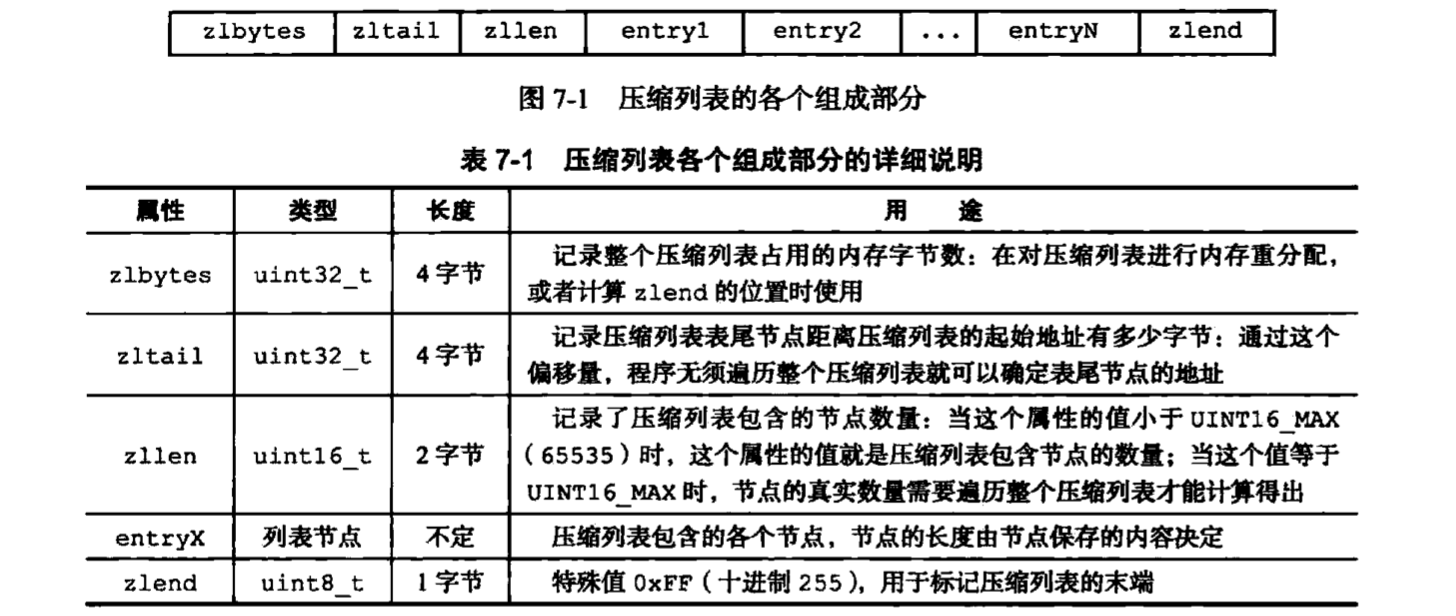 zlbytes zltail zllen entry1 entry2 ... entryN zlend
图 7-1 压缩列表的各个组成部分
表 7-1 压缩列表各个组成部分的详细说明
属性 类型 长度 用 途
zlbytes uint32_t 4 字节 记录整个压缩列表占用的内存字节数：在对压缩列表进行内存重分配，
或者计算 zlend 的位置时使用
zltail uint32_t 4 字节 记录压缩列表表尾节点距离压缩列表的起始地址有多少字节：通过这个
偏移量，程序无须遍历整个压缩列表就可以确定表尾节点的地址
zllen uint16_t 2 字节 记录了压缩列表包含的节点数量：当这个属性的值小于 UINT16_MAX
（65535）时，这个属性的值就是压缩列表包含节点的数量；当这个值等于
UINT16_MAX 时，节点的真实数量需要遍历整个压缩列表才能计算得出
entryX 列表节点 不定 压缩列表包含的各个节点，节点的长度由节点保存的内容决定
zlend uint8_t 1 字节 特殊值 0xFF（十进制 255），用于标记压缩列表的末端